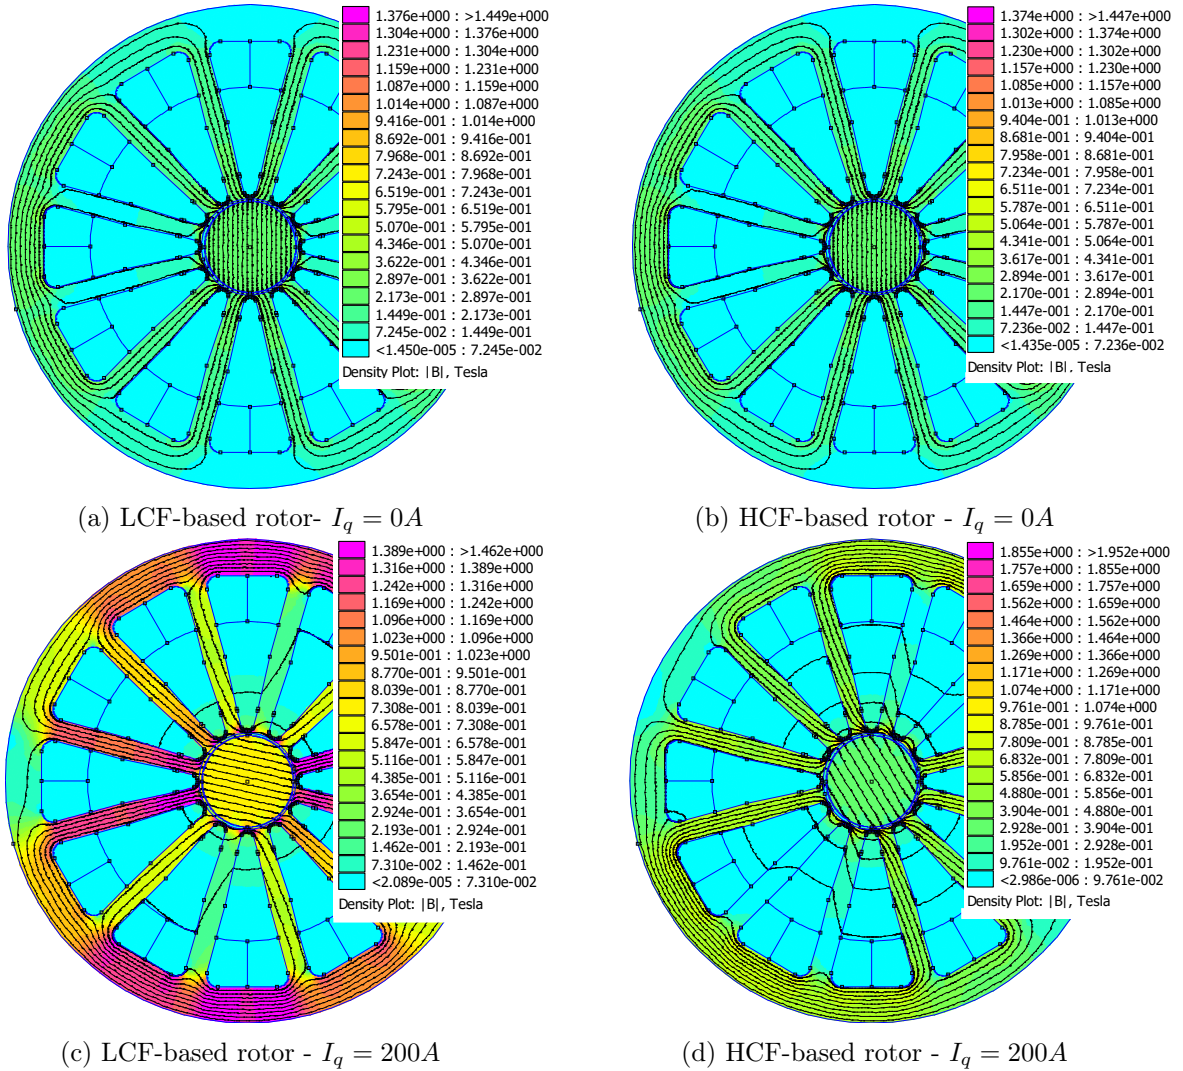 1.376e+000 : >1.449e+000
1.304e+000 : 1.376e+000
1.231e+000 : 1.304e+000
1.159e+000 : 1.231e+000
1.087e+000 : 1.159e+000
1.014e+000 : 1.087e+000
9.416e-001 : 1.014e+000
8.692e-001 : 9.416e-001
7.968e-001 : 8.692e-001
7.243e-001 : 7.968e-001
6.519e-001 : 7.243e-001
5.795e-001 : 6.519e-001
5.070e-001 : 5.795e-001
4.346e-001 : 5.070e-001
3.622e-001 : 4.346e-001
2.897e-001 : 3.622e-001
2.173e-001 : 2.897e-001
1.449e-001 : 2.173e-001
7.245e-002 : 1.449e-001
<1.450e-005 : 7.245e-002
Density Plot: |B|, Tesla
(a) LCF-based rotor- I_q = 0A
1.374e+000 : >1.447e+000
1.302e+000 : 1.374e+000
1.230e+000 : 1.302e+000
1.157e+000 : 1.230e+000
1.085e+000 : 1.157e+000
1.013e+000 : 1.085e+000
9.404e-001 : 1.013e+000
8.681e-001 : 9.404e-001
7.958e-001 : 8.681e-001
7.234e-001 : 7.958e-001
6.511e-001 : 7.234e-001
5.787e-001 : 6.511e-001
5.064e-001 : 5.787e-001
4.341e-001 : 5.064e-001
3.617e-001 : 4.341e-001
2.894e-001 : 3.617e-001
2.170e-001 : 2.894e-001
1.447e-001 : 2.170e-001
7.236e-002 : 1.447e-001
<1.435e-005 : 7.236e-002
Density Plot: |B|, Tesla
(b) HCF-based rotor - I_q = 0A
1.389e+000 : >1.462e+000
1.316e+000 : 1.389e+000
1.242e+000 : 1.316e+000
1.169e+000 : 1.242e+000
1.096e+000 : 1.169e+000
1.023e+000 : 1.096e+000
9.501e-001 : 1.023e+000
8.770e-001 : 9.501e-001
8.039e-001 : 8.770e-001
7.308e-001 : 8.039e-001
6.578e-001 : 7.308e-001
5.847e-001 : 6.578e-001
5.116e-001 : 5.847e-001
4.385e-001 : 5.116e-001
3.654e-001 : 4.385e-001
2.924e-001 : 3.654e-001
2.193e-001 : 2.924e-001
1.462e-001 : 2.193e-001
7.310e-002 : 1.462e-001
<2.089e-005 : 7.310e-002
Density Plot: |B|, Tesla
(c) LCF-based rotor - I_q = 200A
1.855e+000 : >1.952e+000
1.757e+000 : 1.855e+000
1.659e+000 : 1.757e+000
1.562e+000 : 1.659e+000
1.464e+000 : 1.562e+000
1.366e+000 : 1.464e+000
1.269e+000 : 1.366e+000
1.171e+000 : 1.269e+000
1.074e+000 : 1.171e+000
9.761e-001 : 1.074e+000
8.785e-001 : 9.761e-001
7.809e-001 : 8.785e-001
6.832e-001 : 7.809e-001
5.856e-001 : 6.832e-001
4.880e-001 : 5.856e-001
3.904e-001 : 4.880e-001
2.928e-001 : 3.904e-001
1.952e-001 : 2.928e-001
9.761e-002 : 1.952e-001
<2.986e-006 : 9.761e-002
Density Plot: |B|, Tesla
(d) HCF-based rotor - I_q = 200A